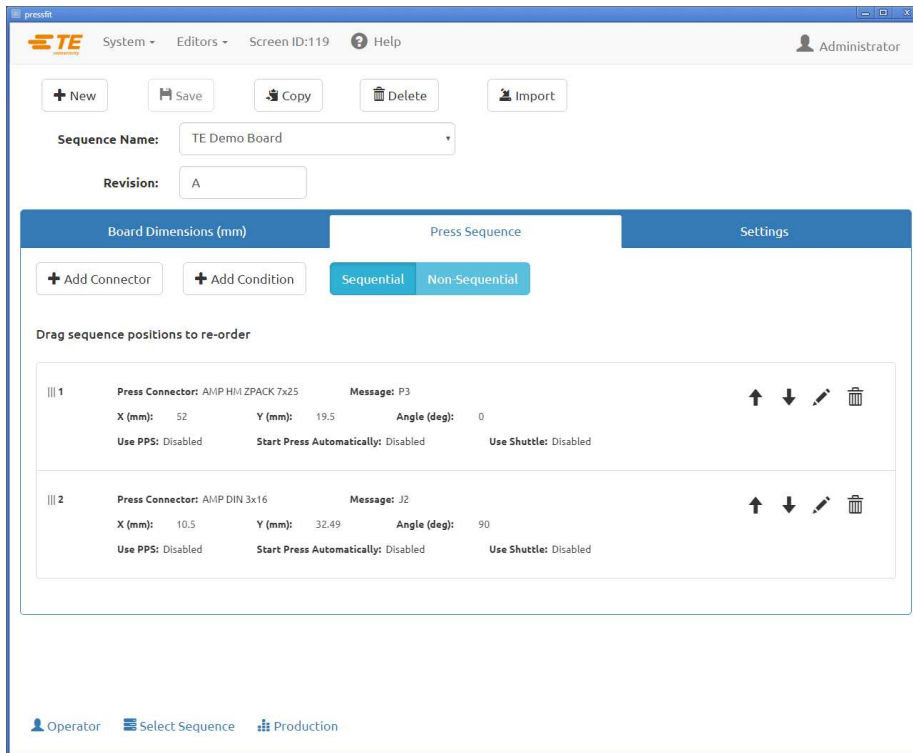 pressfit
TE connectivity System Editors Screen ID:119 Help Administrator
New Save Copy Delete Import
Sequence Name: TE Demo Board
Revision: A
Board Dimensions (mm) Press Sequence Settings
Add Connector Add Condition Sequential Non-Sequential
Drag sequence positions to re-order
1 Press Connector: AMP HM ZPACK 7x25 Message: P3
X (mm): 52 Y (mm): 19.5 Angle (deg): 0
Use PPS: Disabled Start Press Automatically: Disabled Use Shuttle: Disabled
2 Press Connector: AMP DIN 3x16 Message: J2
X (mm): 10.5 Y (mm): 32.49 Angle (deg): 90
Use PPS: Disabled Start Press Automatically: Disabled Use Shuttle: Disabled
Operator Select Sequence Production